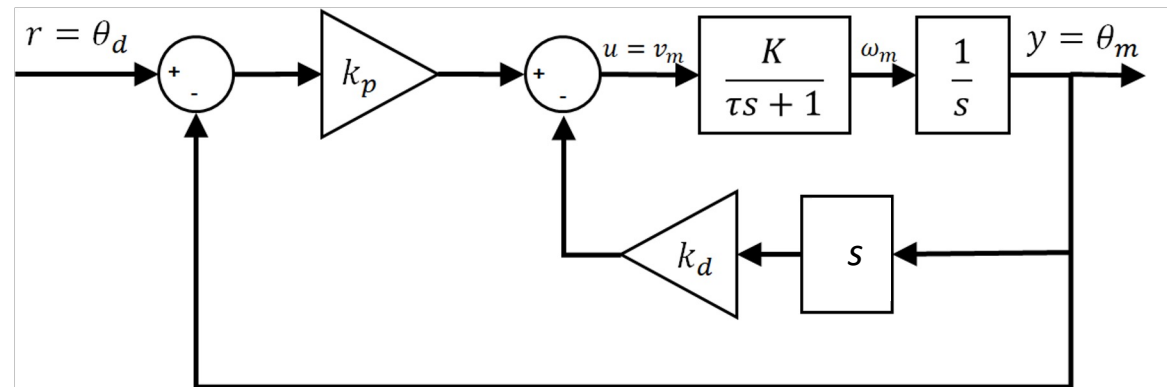 r = θ_d
+
-
k_p
+
-
u = v_m
K
τs + 1
ω_m
1
s
y = θ_m
k_d
s